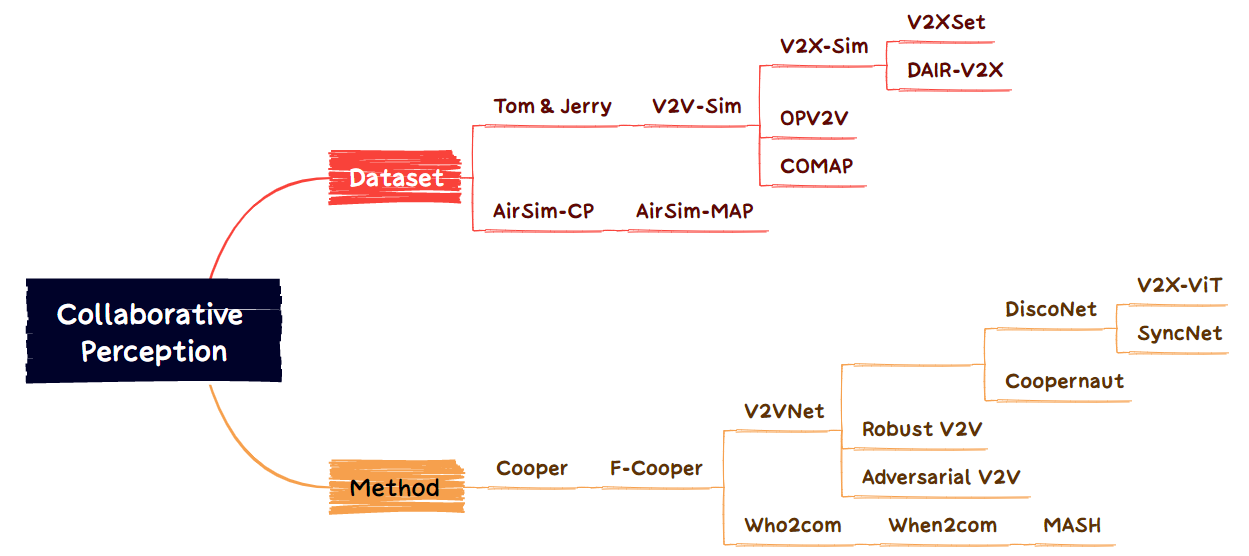 Collaborative
Perception
Dataset
Tom & Jerry
V2V-Sim
V2X-Sim
V2XSet
DAIR-V2X
OPV2V
COMAP
AirSim-CP
AirSim-MAP
Method
Cooper
F-Cooper
V2VNet
DiscoNet
V2X-ViT
SyncNet
Coopernaut
Robust V2V
Adversarial V2V
Who2com
When2com
MASH